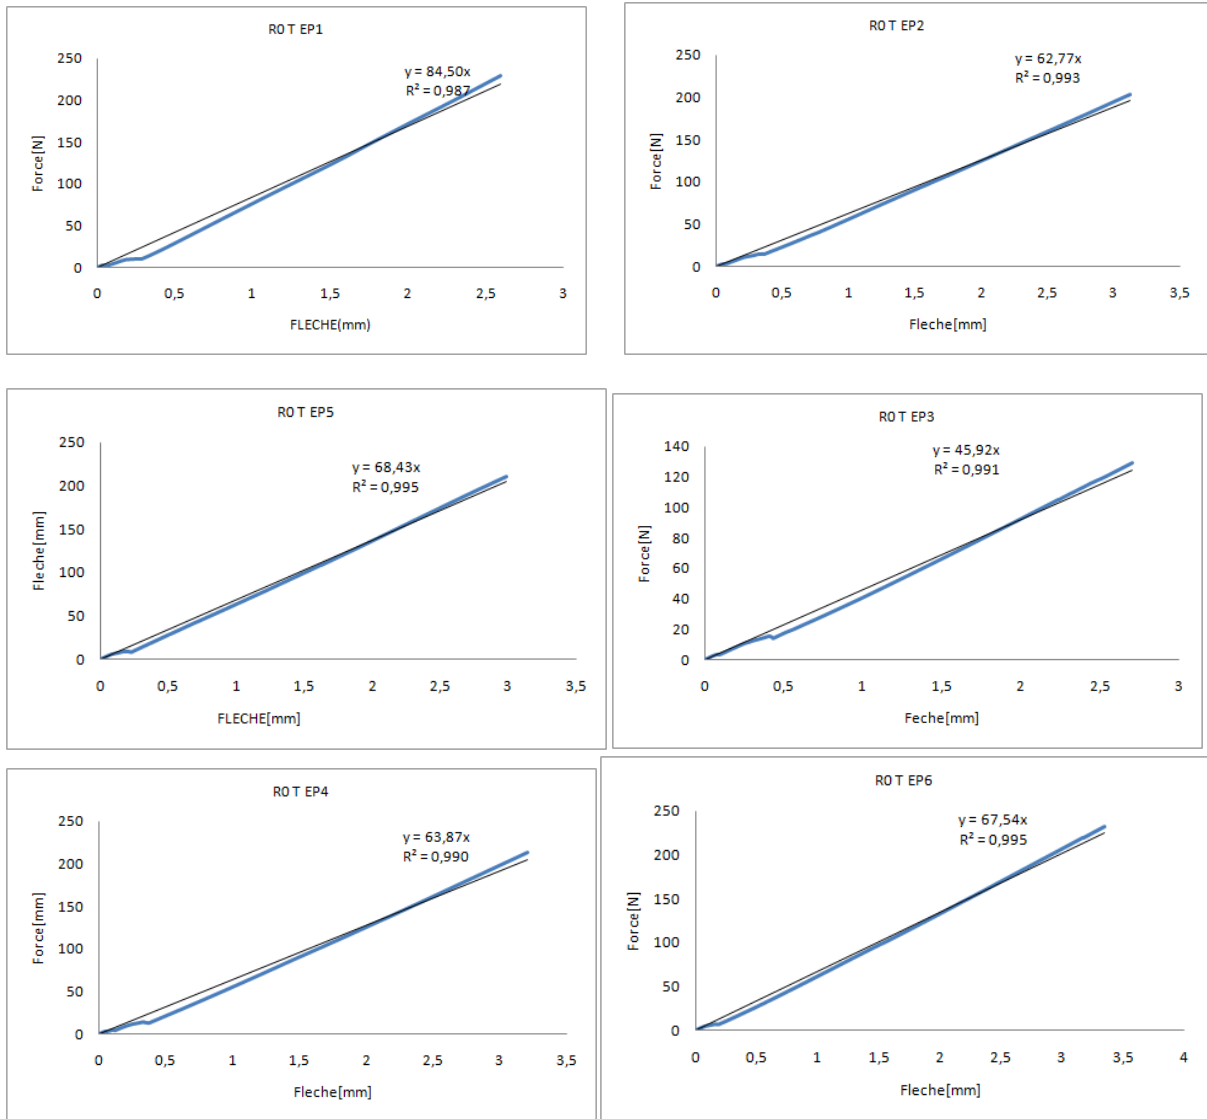 R0 T EP1
y = 84,50x
R² = 0,987
250
200
150
100
50
0
Force[N]
0 0,5 1 1,5 2 2,5 3
FLECHE(mm)
R0 T EP2
y = 62,77x
R² = 0,993
250
200
150
100
50
0
Force[N]
0 0,5 1 1,5 2 2,5 3 3,5
Fleche[mm]
R0 T EP5
y = 68,43x
R² = 0,995
250
200
150
100
50
0
Fleche[mm]
0 0,5 1 1,5 2 2,5 3 3,5
FLECHE[mm]
R0 T EP3
y = 45,92x
R² = 0,991
140
120
100
80
60
40
20
0
Force[N]
0 0,5 1 1,5 2 2,5 3
Feche[mm]
R0 T EP4
y = 63,87x
R² = 0,990
250
200
150
100
50
0
Force[mm]
0 0,5 1 1,5 2 2,5 3 3,5
Fleche[mm]
R0 T EP6
y = 67,54x
R² = 0,995
250
200
150
100
50
0
Force[N]
0 0,5 1 1,5 2 2,5 3 3,5 4
Fleche[mm]